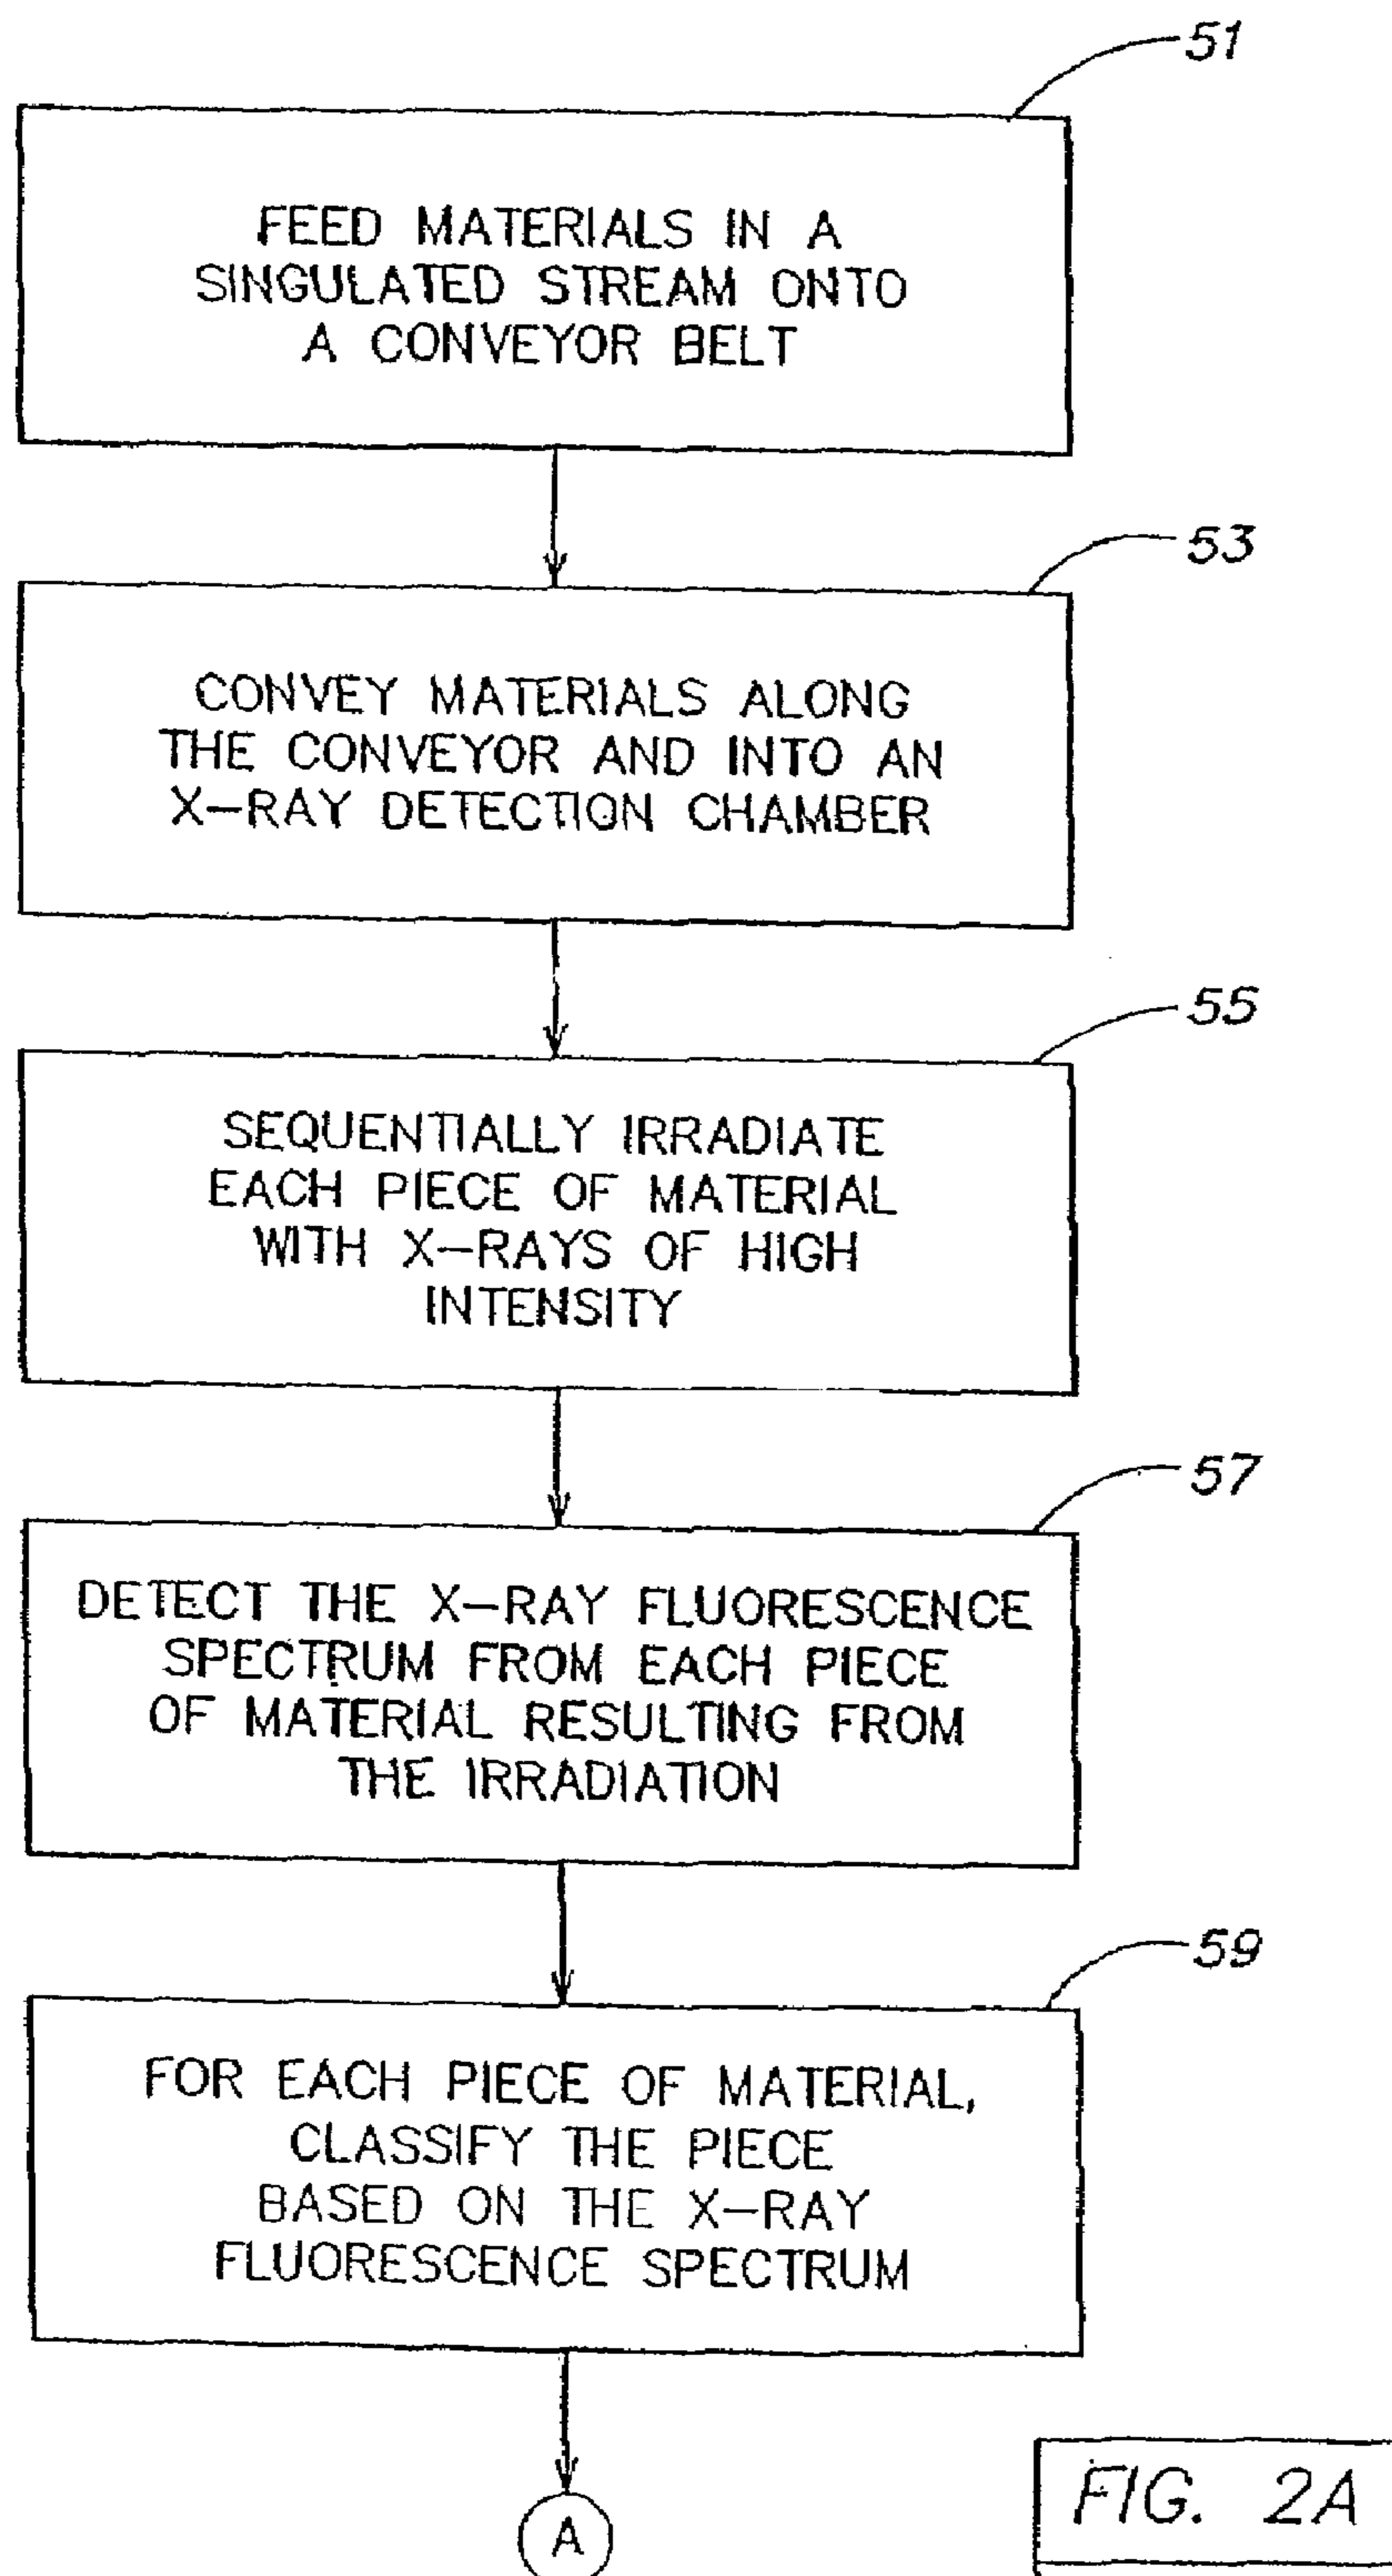 51
FEED MATERIALS IN A
SINGULATED STREAM ONTO
A CONVEYOR BELT
53
CONVEY MATERIALS ALONG
THE CONVEYOR AND INTO AN
X-RAY DETECTION CHAMBER
55
SEQUENTIALLY IRRADIATE
EACH PIECE OF MATERIAL
WITH X-RAYS OF HIGH
INTENSITY
57
DETECT THE X-RAY FLUORESCENCE
SPECTRUM FROM EACH PIECE
OF MATERIAL RESULTING FROM
THE IRRADIATION
59
FOR EACH PIECE OF MATERIAL,
CLASSIFY THE PIECE
BASED ON THE X-RAY
FLUORESCENCE SPECTRUM
A
FIG. 2A